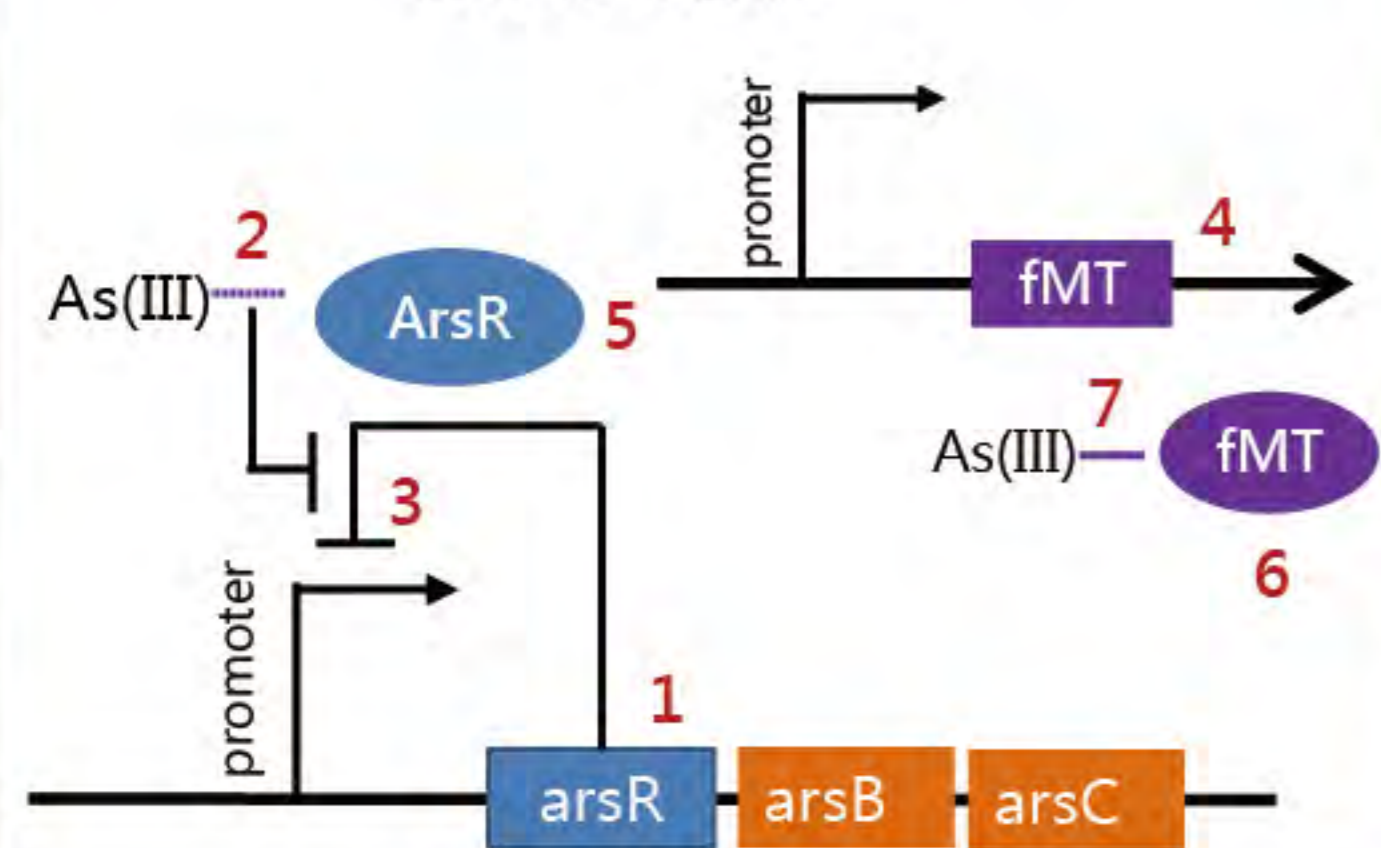 promoter
4
2
fMT
As(III)
ArsR
5
7
As(III)
fMT
3
6
promoter
1
arsR
arsB
arsC